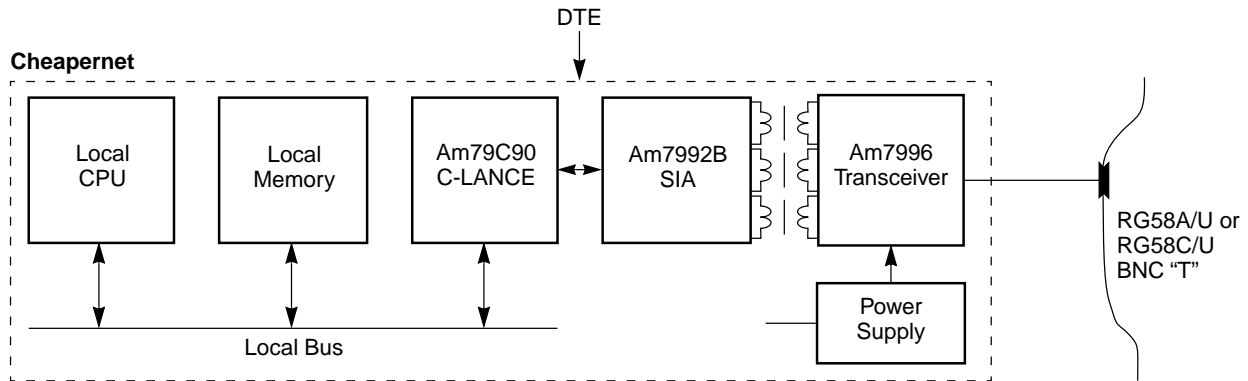 DTE
Cheapernet
Local
CPU
Local
Memory
Am79C90
C-LANCE
Am7992B
SIA
Am7996
Transceiver
RG58A/U or
RG58C/U
BNC “T”
Power
Supply
Local Bus